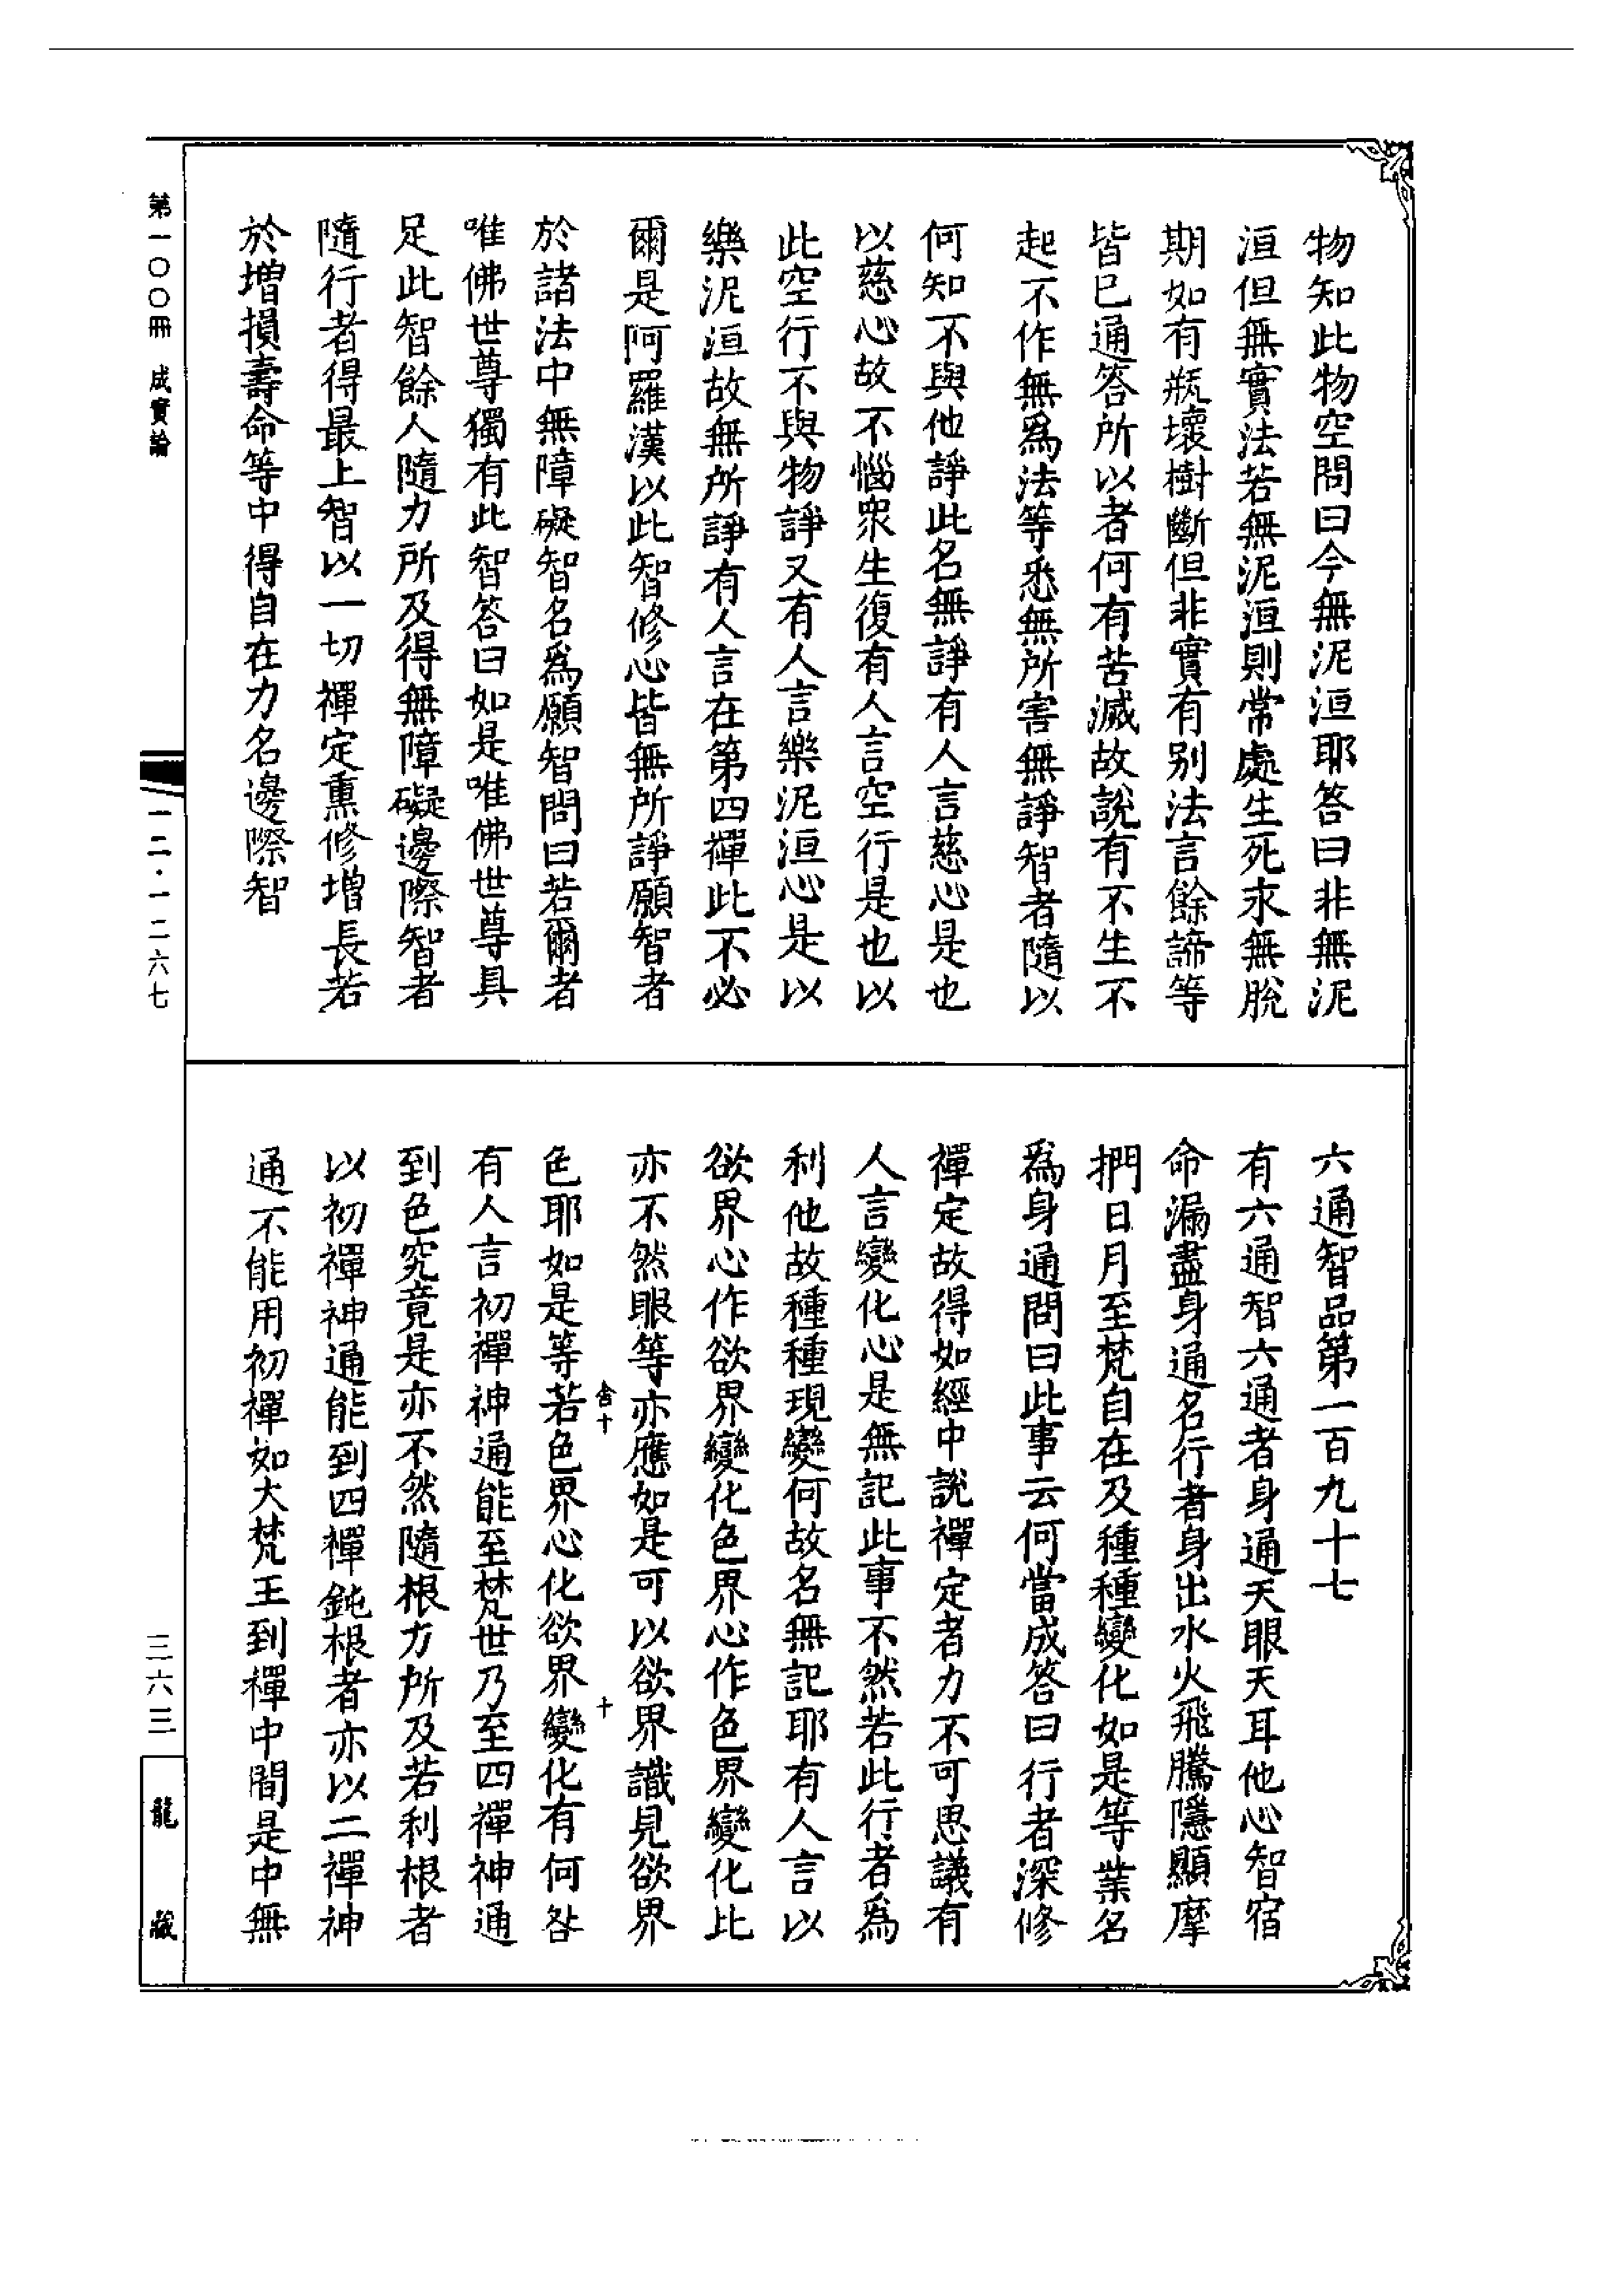 物知此物空問曰今無泥洹耶答曰非無泥
洹但無實法若無泥洹則常處生死永無脫
期如有瓶壞樹斷但非實有别法言餘諦等
皆已通答所以者何有苦滅故說有不生不
起不作無爲法等悉無所害無諍智者隨以
何知不與他諍此名無諍有人言慈心是也
以慈心故不惱衆生復有人言空行是也以
此空行不與物諍又有人言樂泥洹心是以
樂泥洹故無所諍有人言在第四禪此不必
爾是阿羅漢以此智修心皆無所諍願智者
於諸法中無障礙智名爲願智問曰若爾者
唯佛世尊獨有此智答曰如是唯佛世尊具
足此智餘人隨力所及得無障礙邊際智者
隨行者得最上智以一切禪定熏修增長若
於增損壽命等中得自在力名邊際智
六通智品第一百九十七
有六通智六通者身通天眼天耳他心智宿
命漏盡身通名行者身出水火飛騰隱顯摩
捫日月至梵自在及種種變化如是等業名
爲身通問曰此事云何當成答曰行者深修
禪定故得如經中說禪定者力不可思議有
人言變化心是無記此事不然若此行者爲
利他故種種現變何故名無記耶有人言以
欲界心作欲界變化色界心作色界變化此
亦不然眼等亦應如是可以欲界識見欲界
色耶如是等若色界心化欲界變化有何咎
舍十
十
有人言初禪神通能至梵世乃至四禪神通
到色究竟是亦不然隨根力所及若利根者
以初禪神通能到四禪鈍根者亦以二禪神
通不能用初禪如大梵王到禪中間是中無
第一〇〇冊 成實論
一二·一二六七
三六三
龍藏